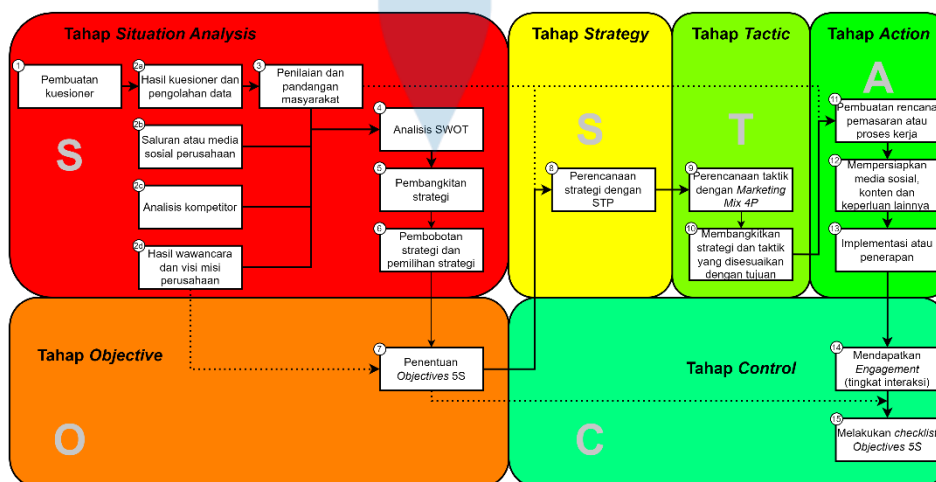 Tahap Situation Analysis
1
Pembuatan
kuesioner
2a
Hasil kuesioner dan
pengolahan data
3
Penilaian dan
pandangan
masyarakat
2b
Saluran atau media
sosial perusahaan
2c
Analisis kompetitor
2d
Hasil wawancara
dan visi misi
perusahaan
4
Analisis SWOT
5
Pembangkitan
strategi
6
Pembobotan
strategi dan
pemilihan strategi
S
Tahap Objective
7
Penentuan
Objectives 5S
O
Tahap Strategy
S
8
Perencanaan
strategi dengan
STP
Tahap Tactic
T
9
Perencanaan taktik
dengan Marketing
Mix 4P
10
Membangkitkan
strategi dan taktik
yang disesuaikan
dengan tujuan
Tahap Action
A
11
Pembuatan rencana
pemasaran atau
proses kerja
12
Mempersiapkan
media sosial,
konten dan
keperluan lainnya
13
Implementasi atau
penerapan
Tahap Control
C
14
Mendapatkan
Engagement
(tingkat interaksi)
15
Melakukan checklist
Objectives 5S